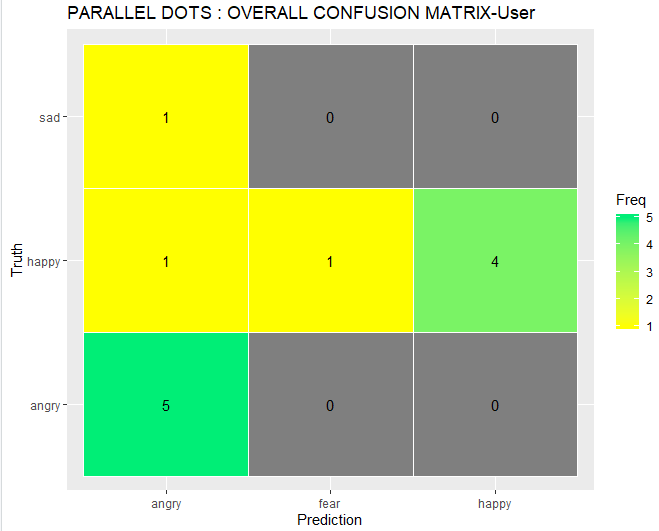 PARALLEL DOTS : OVERALL CONFUSION MATRIX-User
sad
1
0
0
Freq
5
4
3
2
1
Truth
happy
1
1
4
angry
5
0
0
angry
fear
happy
Prediction